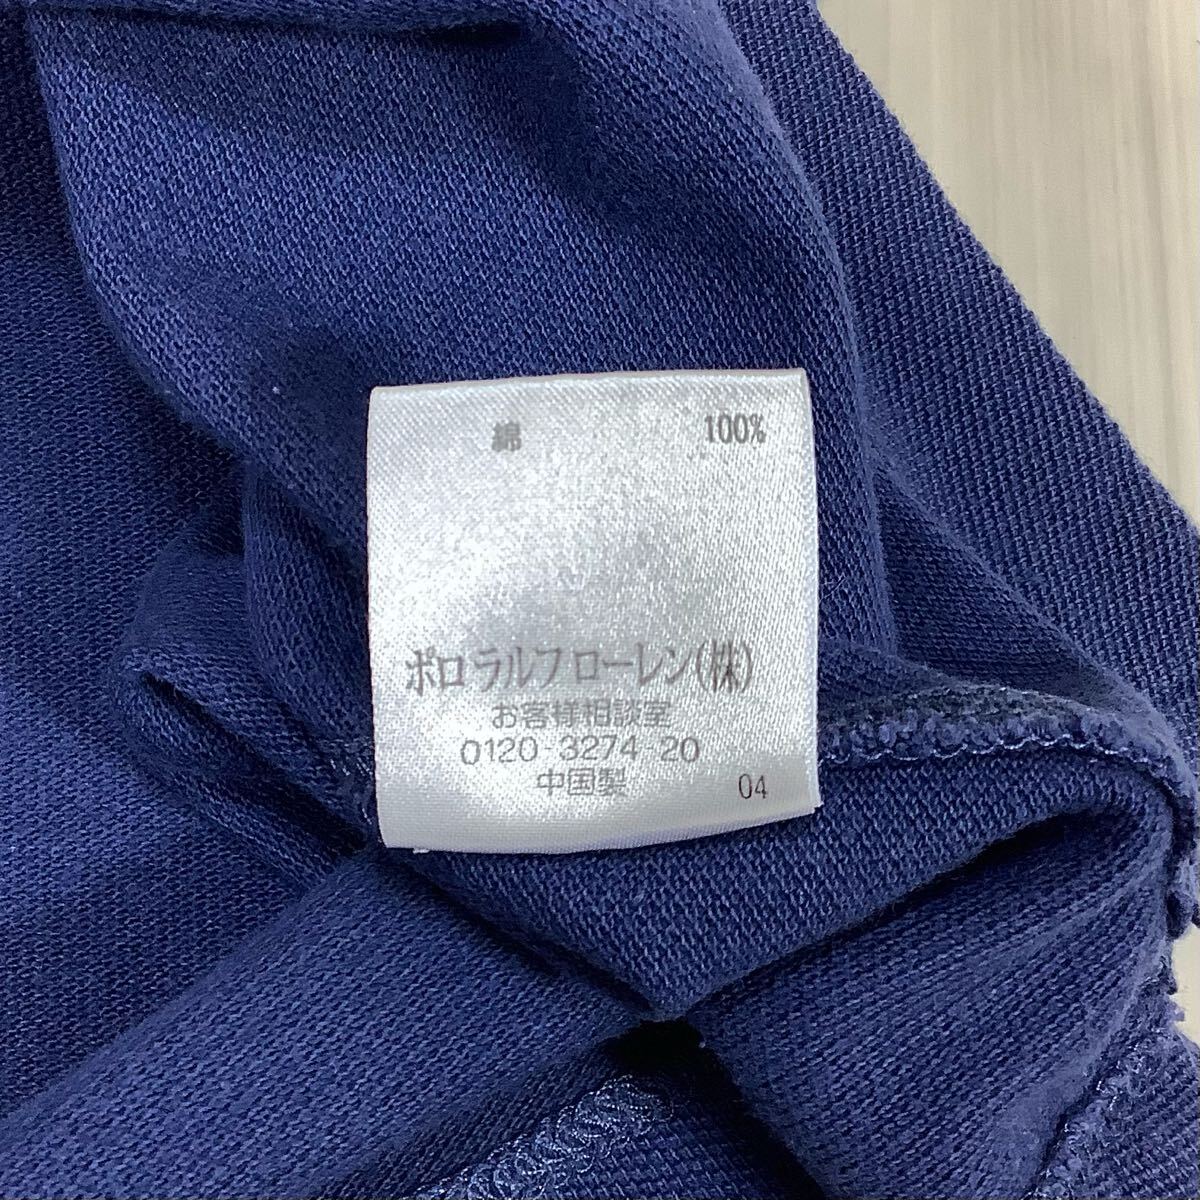 綿 100%
ポロ ラルフ ローレン(株)
お客様相談室
0120-3274-20
中国製 04